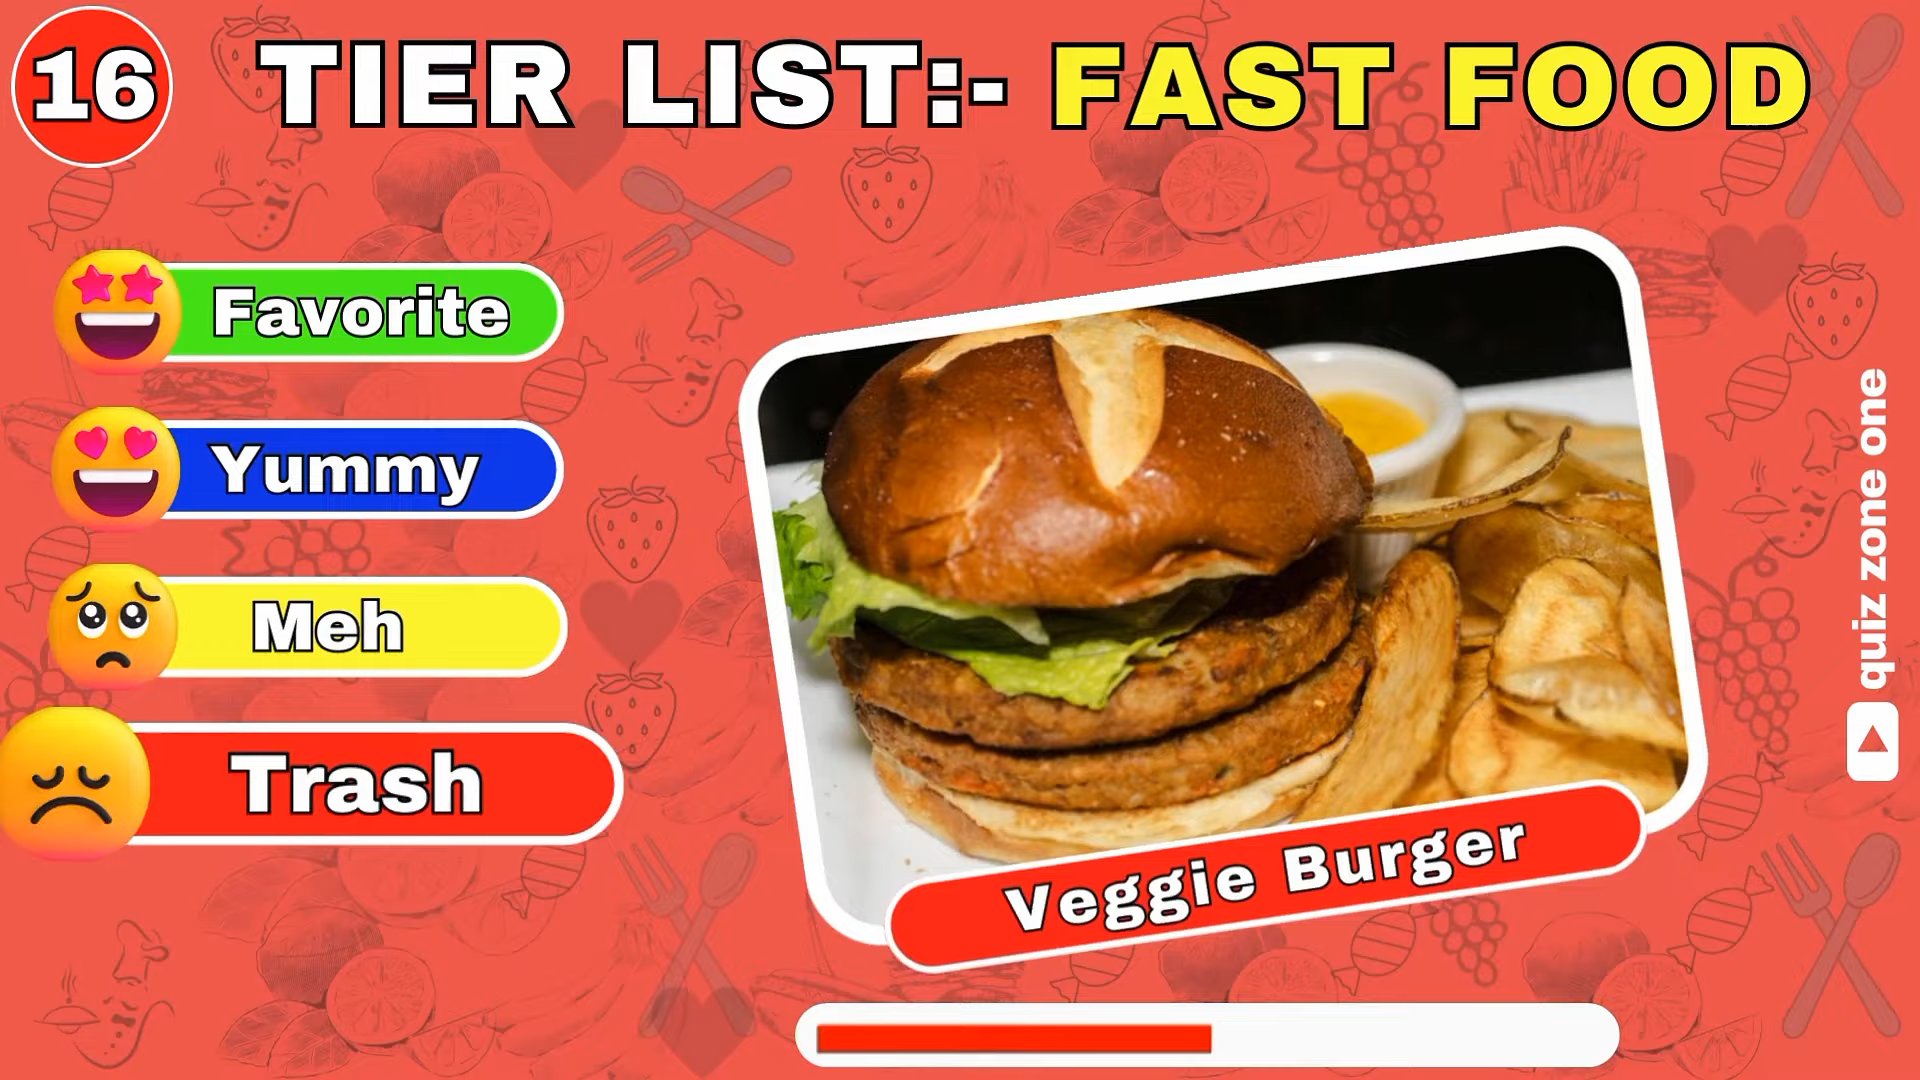 16
TIER LIST:- FAST FOOD
Favorite
Yummy
Meh
Trash
Veggie Burger
quiz zone one